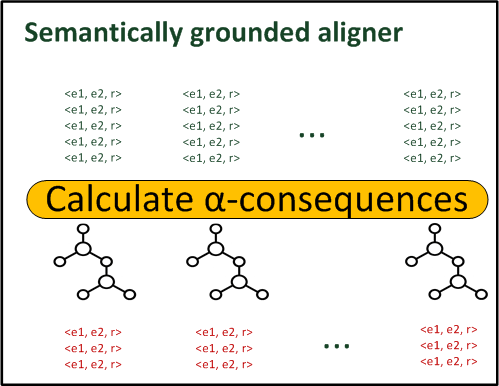 Semantically grounded aligner
<e1, e2, r> <e1, e2, r> <e1, e2, r>
<e1, e2, r> <e1, e2, r> <e1, e2, r>
<e1, e2, r> <e1, e2, r> ... <e1, e2, r>
<e1, e2, r> <e1, e2, r> <e1, e2, r>
<e1, e2, r> <e1, e2, r> <e1, e2, r>
Calculate α-consequences
<e1, e2, r> <e1, e2, r> <e1, e2, r>
<e1, e2, r> <e1, e2, r> ... <e1, e2, r>
<e1, e2, r> <e1, e2, r> <e1, e2, r>